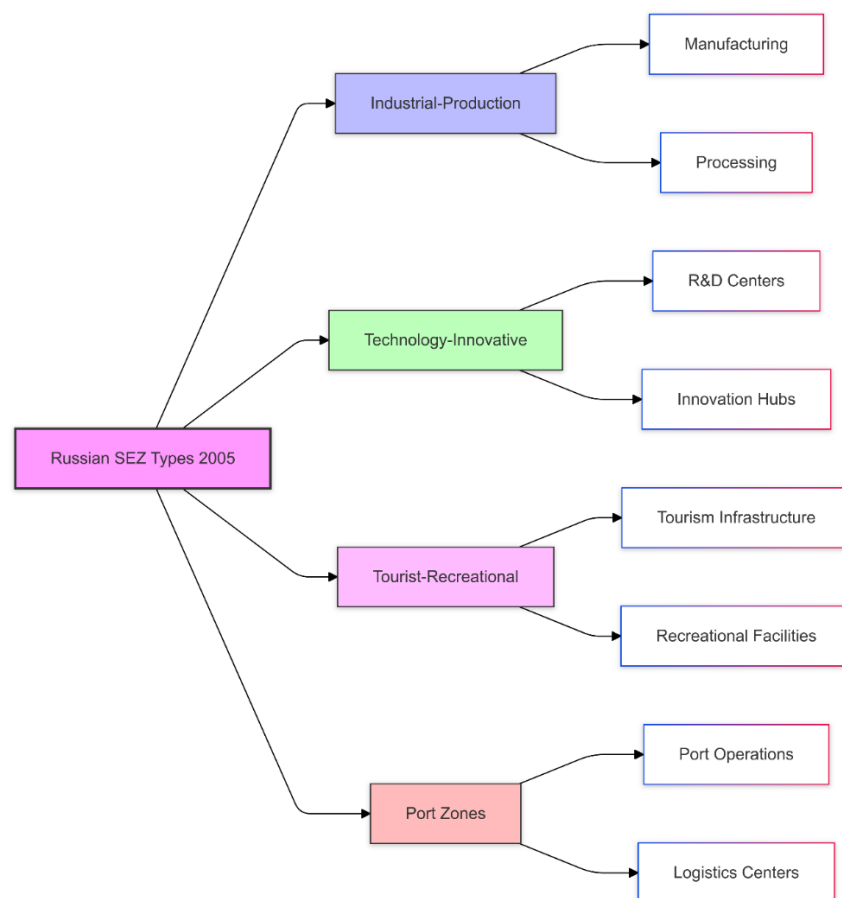 Russian SEZ Types 2005
Industrial-Production
Manufacturing
Processing
Technology-Innovative
R&D Centers
Innovation Hubs
Tourist-Recreational
Tourism Infrastructure
Recreational Facilities
Port Zones
Port Operations
Logistics Centers